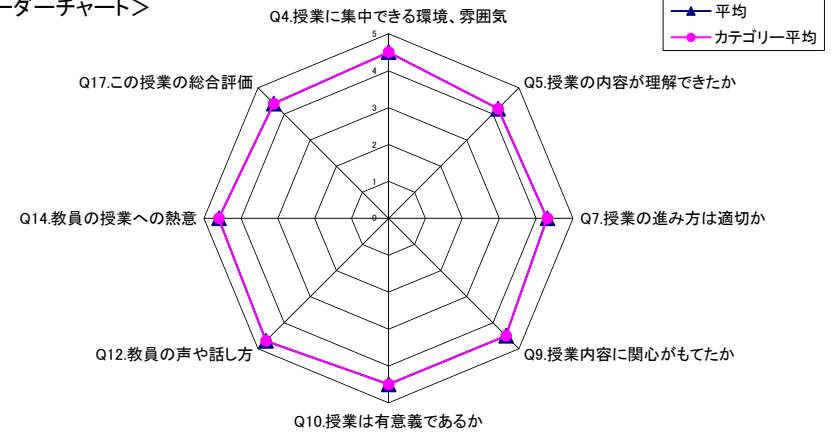 ーダーチャート＞
平均
カテゴリー平均
Q4.授業に集中できる環境、雰囲気
Q17.この授業の総合評価
Q5.授業の内容が理解できたか
Q14.教員の授業への熱意
Q7.授業の進み方は適切か
Q12.教員の声や話し方
Q9.授業内容に関心がもてたか
Q10.授業は有意義であるか
5
4
3
2
1
0